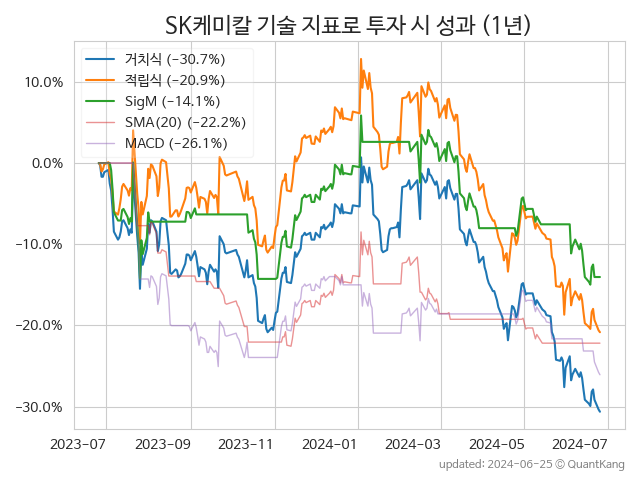 SK케미칼 기술 지표로 투자 시 성과 (1년)
거치식 (−30.7%)
적립식 (−20.9%)
SigM (−14.1%)
SMA(20) (−22.2%)
MACD (−26.1%)
10.0%
0.0%
−10.0%
−20.0%
−30.0%
2023-07 2023-09 2023-11 2024-01 2024-03 2024-05 2024-07
updated: 2024-06-25 ⓒ QuantKang